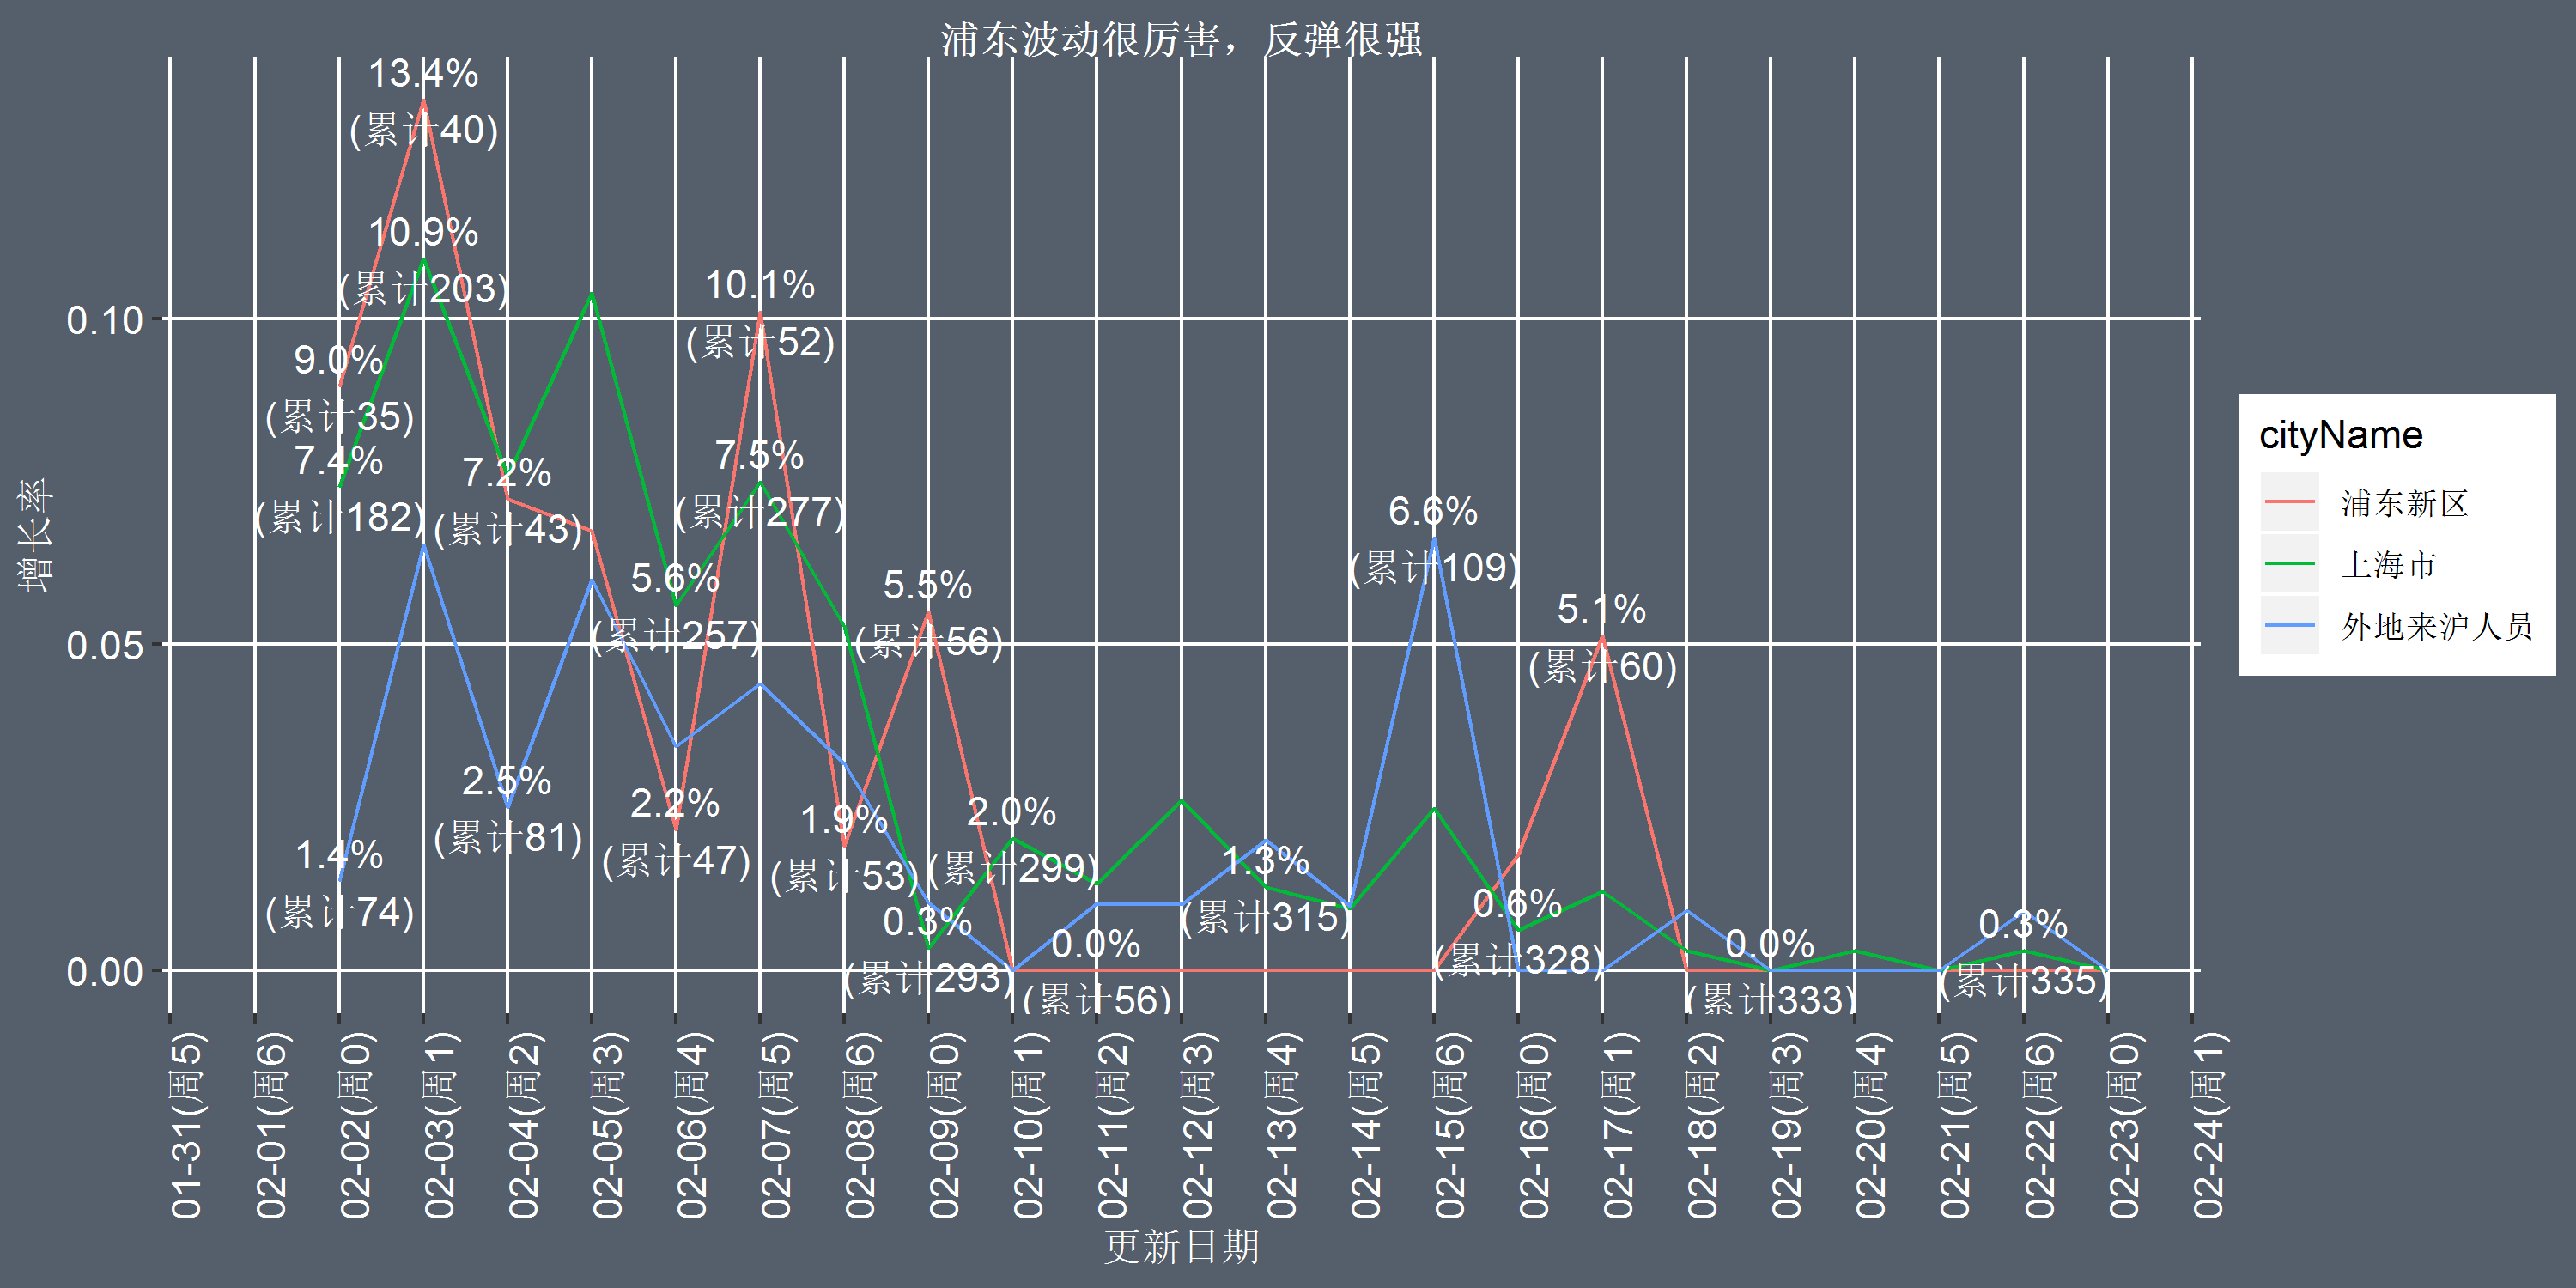 浦东波动很厉害，反弹很强
13.4%
(累计40)
10.9%
(累计203)
9.0%
(累计35)
7.4%
(累计182)
1.4%
(累计74)
7.2%
(累计43)
2.5%
(累计81)
5.6%
(累计257)
2.2%
(累计47)
10.1%
(累计52)
7.5%
(累计277)
1.9%
(累计53)
5.5%
(累计56)
0.3%
(累计293)
2.0%
(累计299)
0.0%
(累计56)
1.3%
(累计315)
6.6%
(累计109)
0.6%
(累计328)
5.1%
(累计60)
0.0%
(累计333)
0.3%
(累计335)
增长率
0.10
0.05
0.00
01-31(周5)
02-01(周6)
02-02(周0)
02-03(周1)
02-04(周2)
02-05(周3)
02-06(周4)
02-07(周5)
02-08(周6)
02-09(周0)
02-10(周1)
02-11(周2)
02-12(周3)
02-13(周4)
02-14(周5)
02-15(周6)
02-16(周0)
02-17(周1)
02-18(周2)
02-19(周3)
02-20(周4)
02-21(周5)
02-22(周6)
02-23(周0)
02-24(周1)
更新日期
cityName
浦东新区
上海市
外地来沪人员